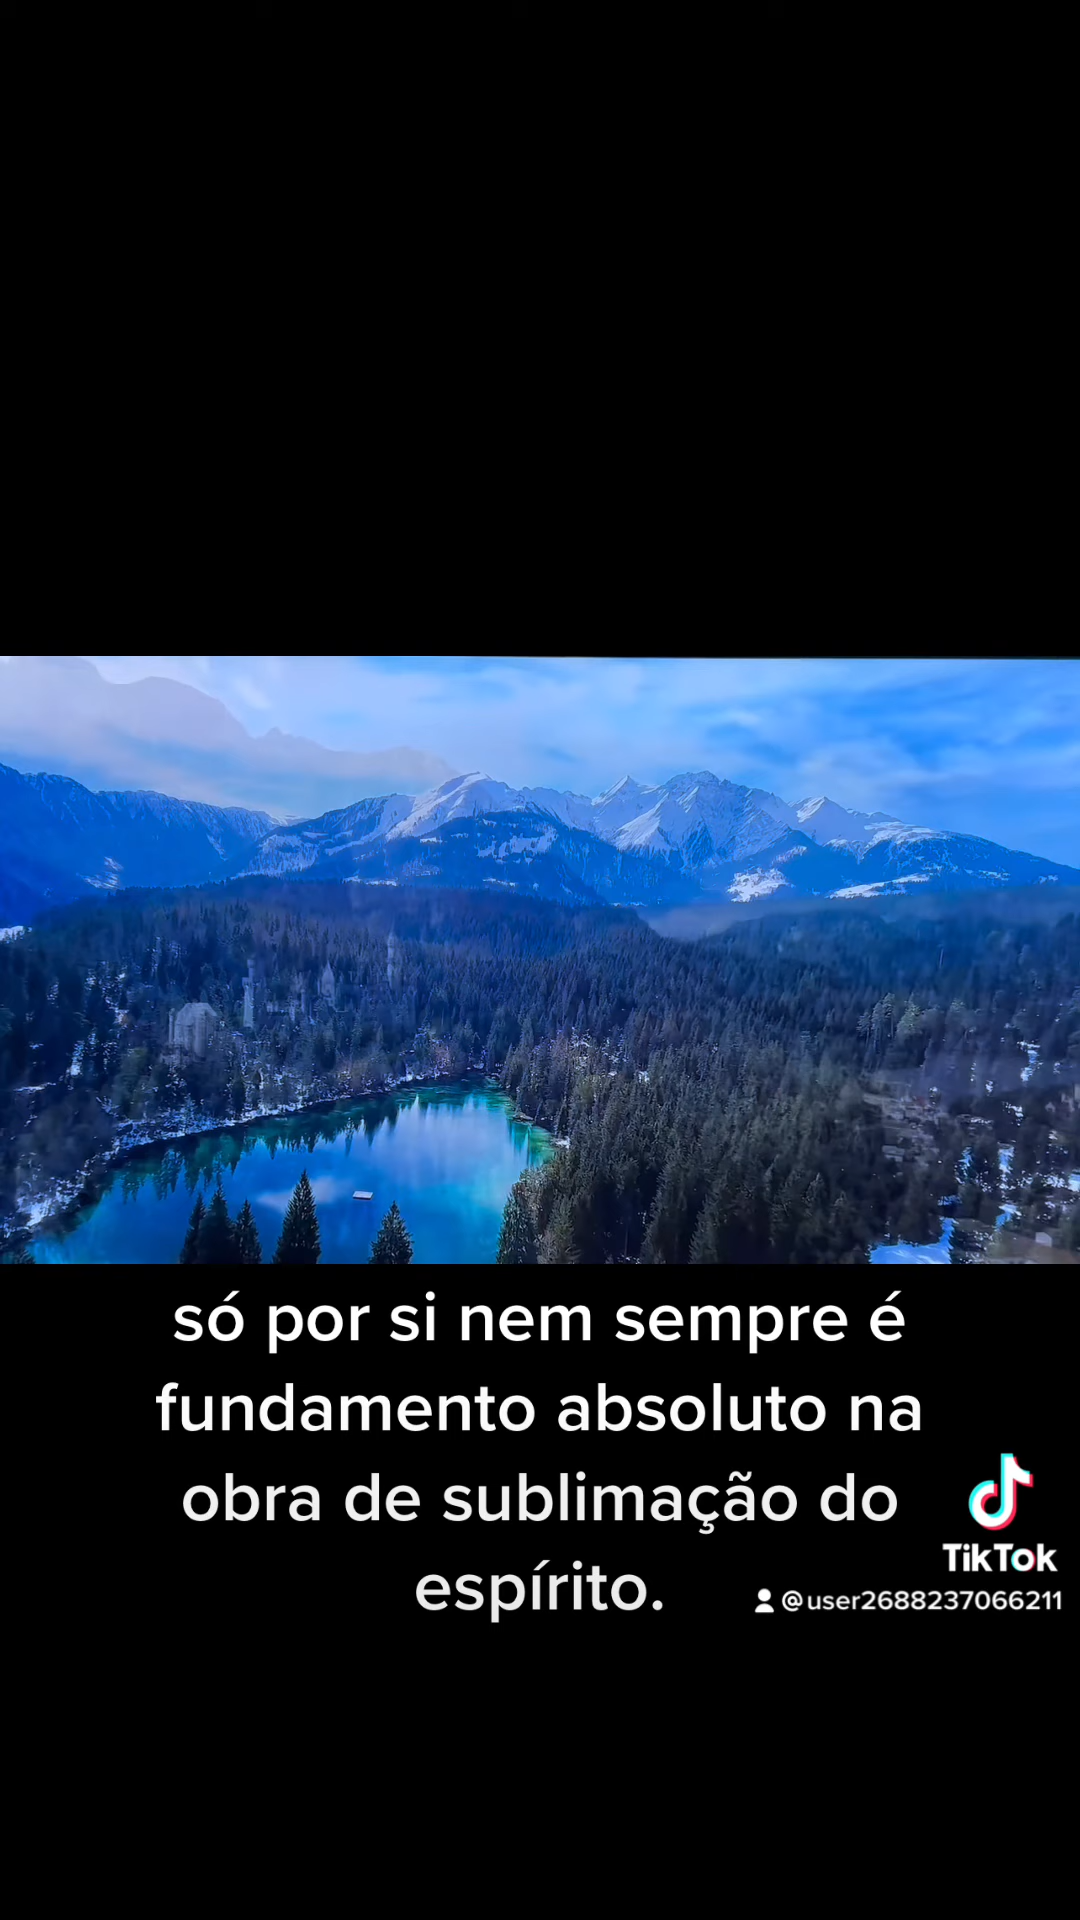 só por si nem sempre é
fundamento absoluto na
obra de sublimação do
espírito.
TikTok
@user2688237066211